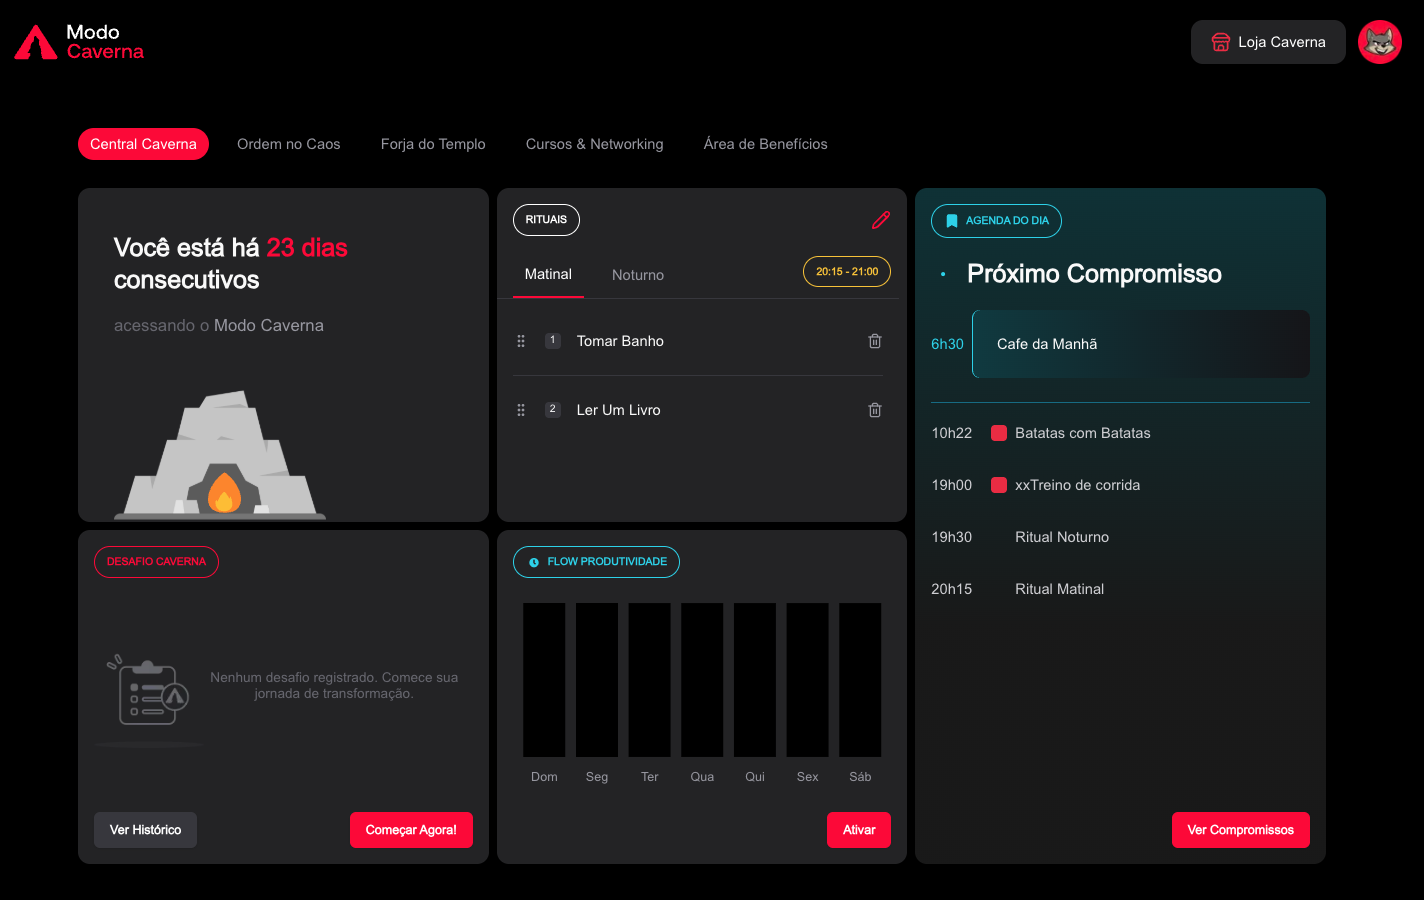 Modo
Caverna
Loja Caverna
Central Caverna
Ordem no Caos
Forja do Templo
Cursos & Networking
Área de Benefícios
Você está há 23 dias
consecutivos
acessando o Modo Caverna
RITUAIS
Matinal
Noturno
20:15 - 21:00
1
Tomar Banho
2
Ler Um Livro
AGENDA DO DIA
Próximo Compromisso
6h30
Cafe da Manhã
10h22
Batatas com Batatas
19h00
xxTreino de corrida
19h30
Ritual Noturno
20h15
Ritual Matinal
Ver Compromissos
DESAFIO CAVERNA
Nenhum desafio registrado. Comece sua
jornada de transformação.
Ver Histórico
Começar Agora!
FLOW PRODUTIVIDADE
Dom
Seg
Ter
Qua
Qui
Sex
Sáb
Ativar